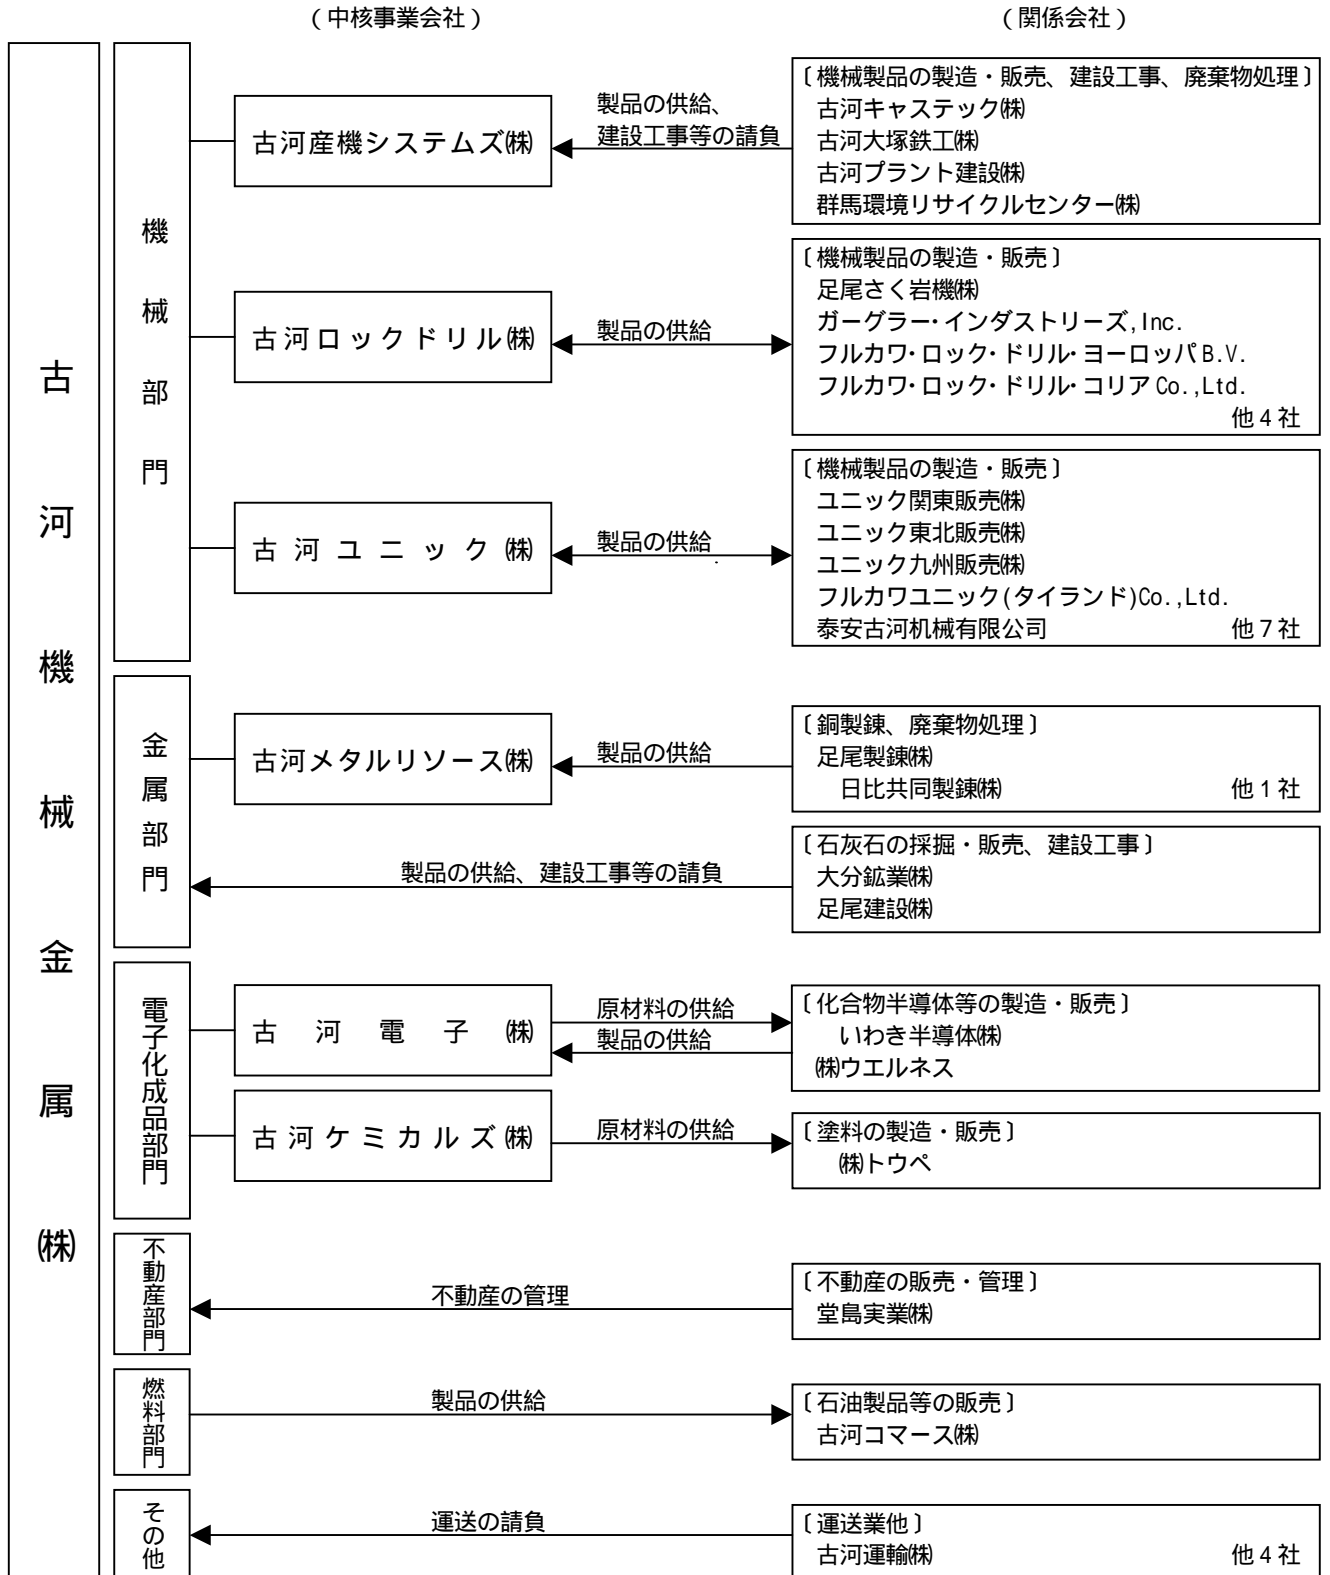 (中核事業会社)
(関係会社)
古河機械金属㈱
機械部門
古河産機システムズ㈱
製品の供給、
建設工事等の請負
〔機械製品の製造・販売、建設工事、廃棄物処理〕
古河キャステック㈱
古河大塚鉄工㈱
古河プラント建設㈱
群馬環境リサイクルセンター㈱
古河ロックドリル㈱
製品の供給
〔機械製品の製造・販売〕
足尾さく岩機㈱
ガーグラー・インダストリーズ,Inc.
フルカワ・ロック・ドリル・ヨーロッパB.V.
フルカワ・ロック・ドリル・コリアCo.,Ltd.
他4社
古河ユニック㈱
製品の供給
〔機械製品の製造・販売〕
ユニック関東販売㈱
ユニック東北販売㈱
ユニック九州販売㈱
フルカワユニック(タイランド)Co.,Ltd.
泰安古河机械有限公司 他7社
金属部門
古河メタルリソース㈱
製品の供給
〔銅製錬、廃棄物処理〕
足尾製錬㈱
日比共同製錬㈱ 他1社
製品の供給、建設工事等の請負
〔石灰石の採掘・販売、建設工事〕
大分鉱業㈱
足尾建設㈱
電子化成品部門
古河電子㈱
原材料の供給
製品の供給
〔化合物半導体等の製造・販売〕
いわき半導体㈱
㈱ウエルネス
古河ケミカルズ㈱
原材料の供給
〔塗料の製造・販売〕
㈱トウペ
不動産部門
不動産の管理
〔不動産の販売・管理〕
堂島実業㈱
燃料部門
製品の供給
〔石油製品等の販売〕
古河コマース㈱
その他
運送の請負
〔運送業他〕
古河運輸㈱ 他4社